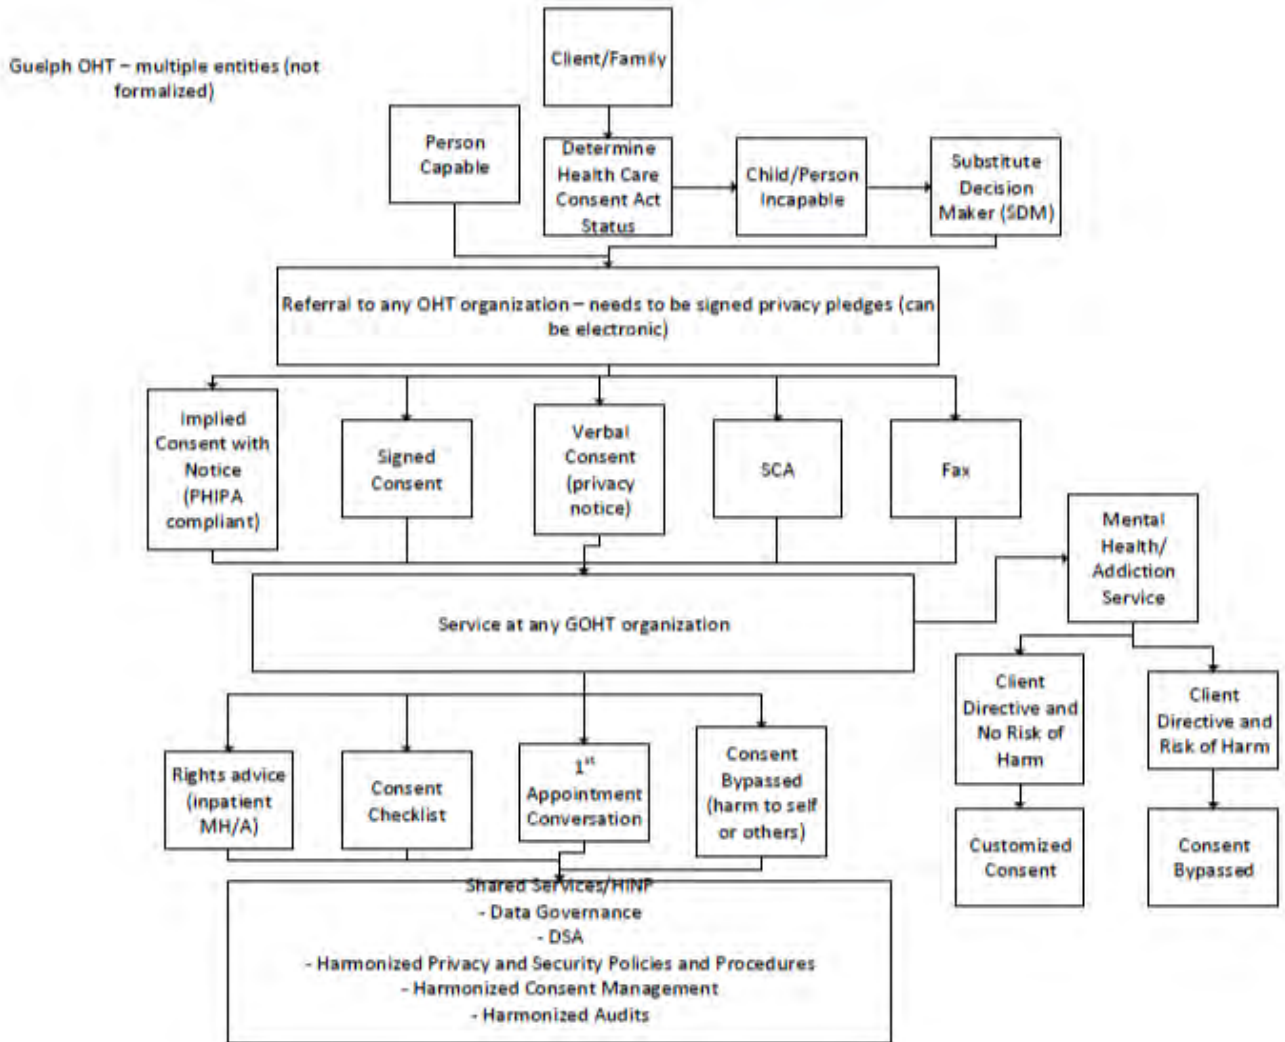 Guelph OHT – multiple entities (not
formalized)
Client/Family
Person
Capable
Determine
Health Care
Consent Act
Status
Child/Person
Incapable
Substitute
Decision
Maker (SDM)
Referral to any OHT organization – needs to be signed privacy pledges (can
be electronic)
Implied
Consent with
Notice
(PHIPA
compliant)
Signed
Consent
Verbal
Consent
(privacy
notice)
SCA
Fax
Mental
Health/
Addiction
Service
Service at any GOHT organization
Client
Directive and
No Risk of
Harm
Client
Directive and
Risk of Harm
Rights advice
(inpatient
MH/A)
Consent
Checklist
1st
Appointment
Conversation
Consent
Bypassed
(harm to self
or others)
Customized
Consent
Consent
Bypassed
Shared Services/HINP
- Data Governance
- DSA
- Harmonized Privacy and Security Policies and Procedures
- Harmonized Consent Management
- Harmonized Audits